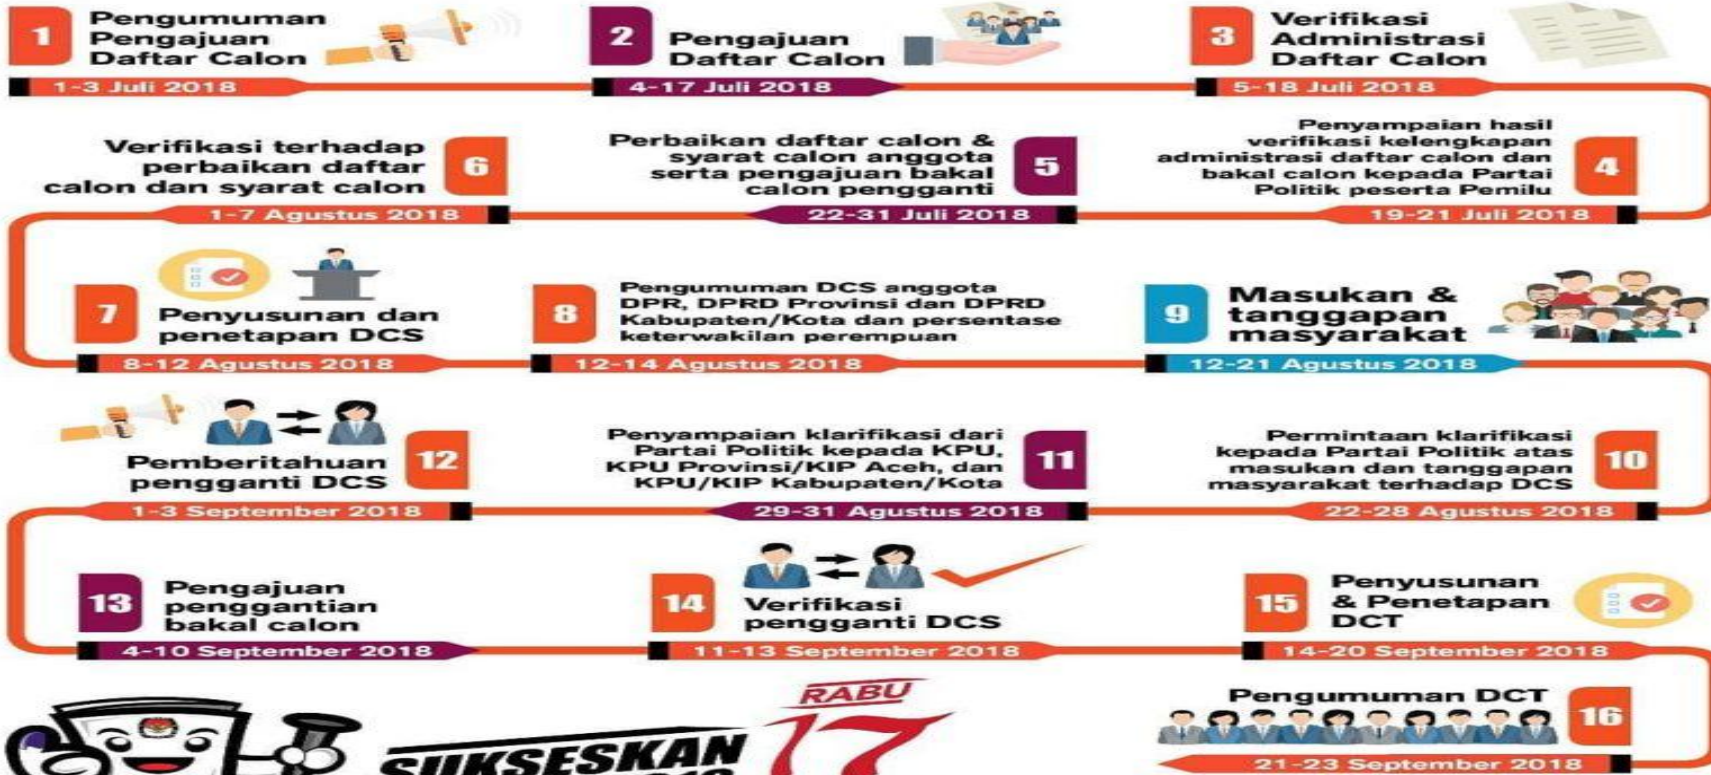 1
Pengumuman
Pengajuan
Daftar Calon
1-3 Juli 2018
2
Pengajuan
Daftar Calon
4-17 Juli 2018
3
Verifikasi
Administrasi
Daftar Calon
5-18 Juli 2018
4
Penyampaian hasil
verifikasi kelengkapan
administrasi daftar calon dan
bakal calon kepada Partai
Politik peserta Pemilu
19-21 Juli 2018
5
Perbaikan daftar calon &
syarat calon anggota
serta pengajuan bakal
calon pengganti
22-31 Juli 2018
6
Verifikasi terhadap
perbaikan daftar
calon dan syarat calon
1-7 Agustus 2018
7
Penyusunan dan
penetapan DCS
8-12 Agustus 2018
8
Pengumuman DCS anggota
DPR, DPRD Provinsi dan DPRD
Kabupaten/Kota dan persentase
keterwakilan perempuan
12-14 Agustus 2018
9
Masukan &
tanggapan
masyarakat
12-21 Agustus 2018
10
Permintaan klarifikasi
kepada Partai Politik atas
masukan dan tanggapan
masyarakat terhadap DCS
22-28 Agustus 2018
11
Penyampaian klarifikasi dari
Partai Politik kepada KPU,
KPU Provinsi/KIP Aceh, dan
KPU/KIP Kabupaten/Kota
29-31 Agustus 2018
12
Pemberitahuan
pengganti DCS
1-3 September 2018
13
Pengajuan
penggantian
bakal calon
4-10 September 2018
14
Verifikasi
pengganti DCS
11-13 September 2018
15
Penyusunan
& Penetapan
DCT
14-20 September 2018
16
Pengumuman DCT
21-23 September 2018
SUKSESKAN
RABU
17